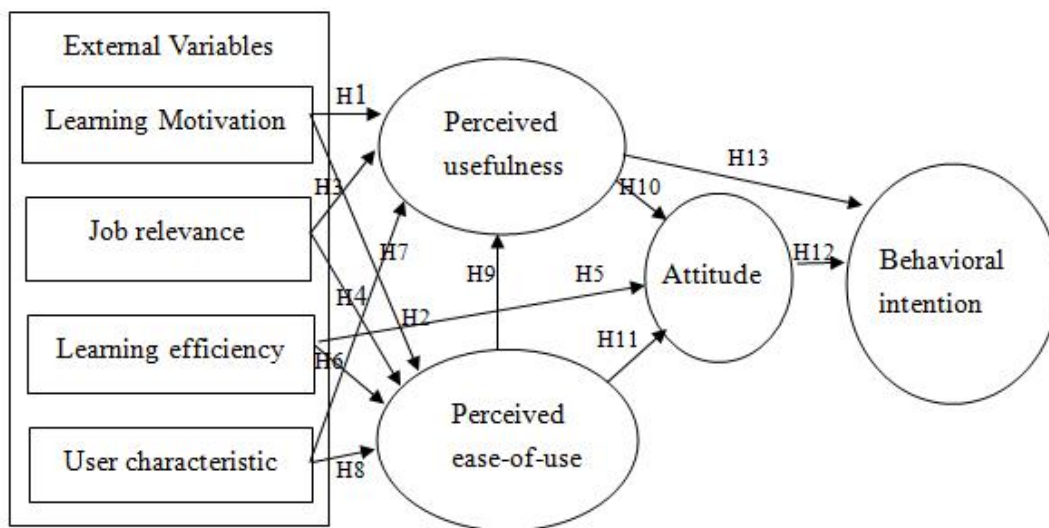 External Variables
Learning Motivation
Job relevance
Learning efficiency
User characteristic
H1
H3
H7
H4
H2
H6
H8
Perceived
usefulness
H9
H5
Perceived
ease-of-use
H10
H11
H13
Attitude
H12
Behavioral
intention